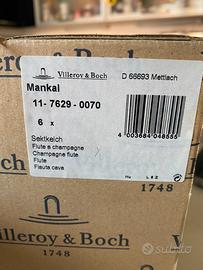 Villeroy & Boch
D 66693 Mettlach
Mankai
11- 7629 - 0070
6 x
4 003684 048555
Sektkelch
Flute a champagne
Champagne flute
Flute
Flauta cava
1748
Villeroy & Boch
1748
subito